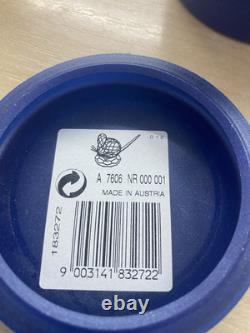 A 7606 NR 000 001
MADE IN AUSTRIA
183272
9 003141 832722